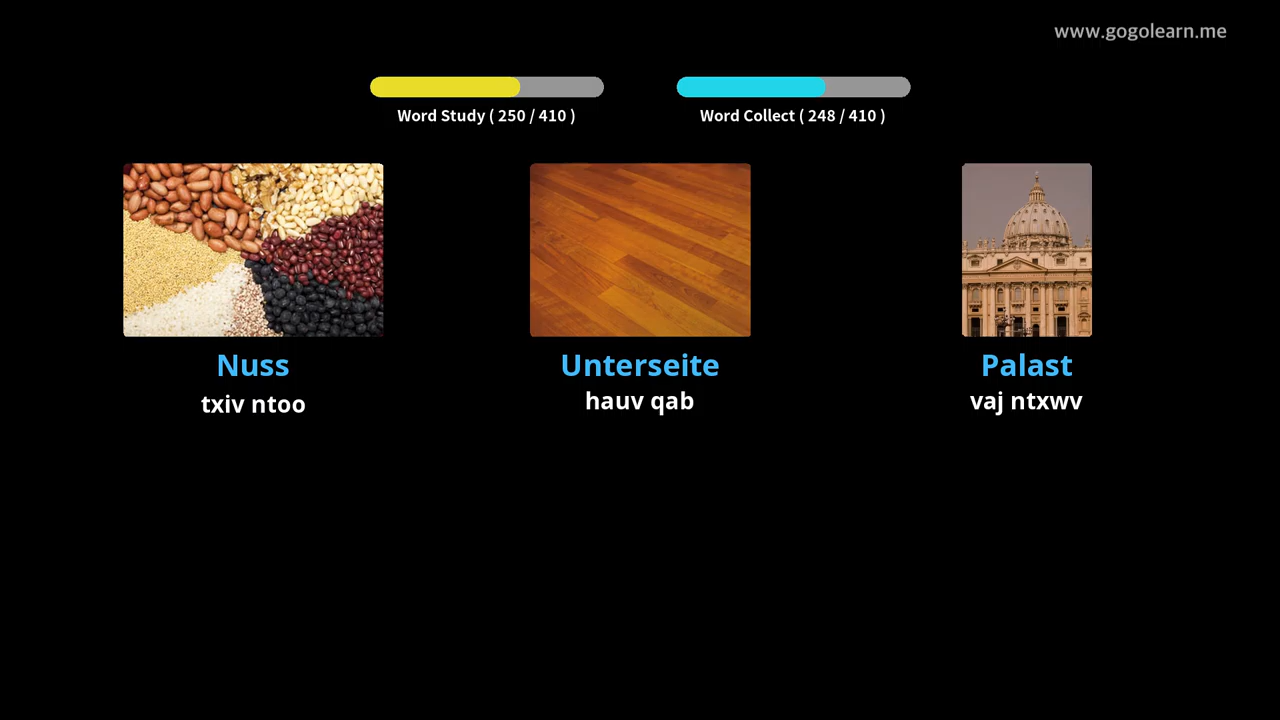 www.gogolearn.me
Word Study ( 250 / 410 )
Word Collect ( 248 / 410 )
Nuss
txiv ntoo
Unterseite
hauv qab
Palast
vaj ntxwv